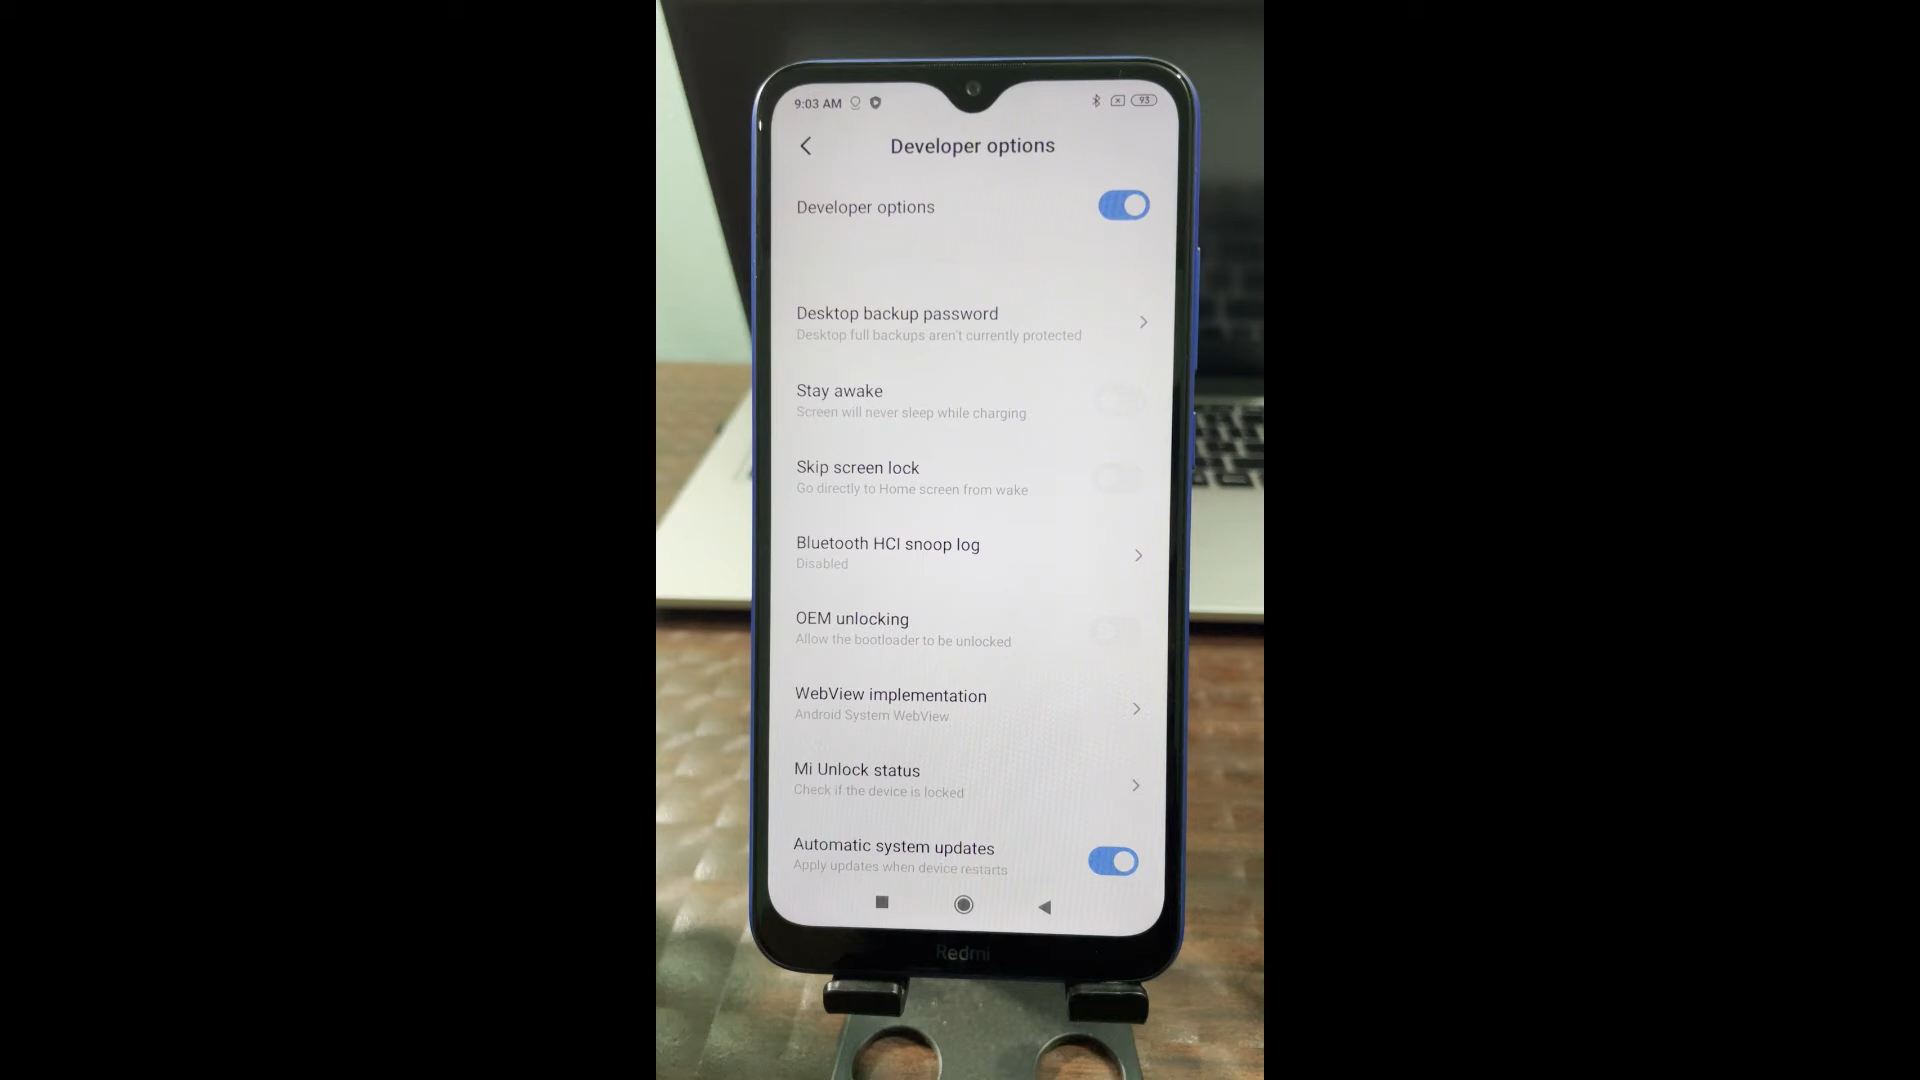 9:03 AM
93
Developer options
Developer options
Desktop backup password
Desktop full backups aren't currently protected
Stay awake
Screen will never sleep while charging
Skip screen lock
Go directly to Home screen from wake
Bluetooth HCI snoop log
Disabled
OEM unlocking
Allow the bootloader to be unlocked
WebView implementation
Android System WebView
Mi Unlock status
Check if the device is locked
Automatic system updates
Apply updates when device restarts
Redmi